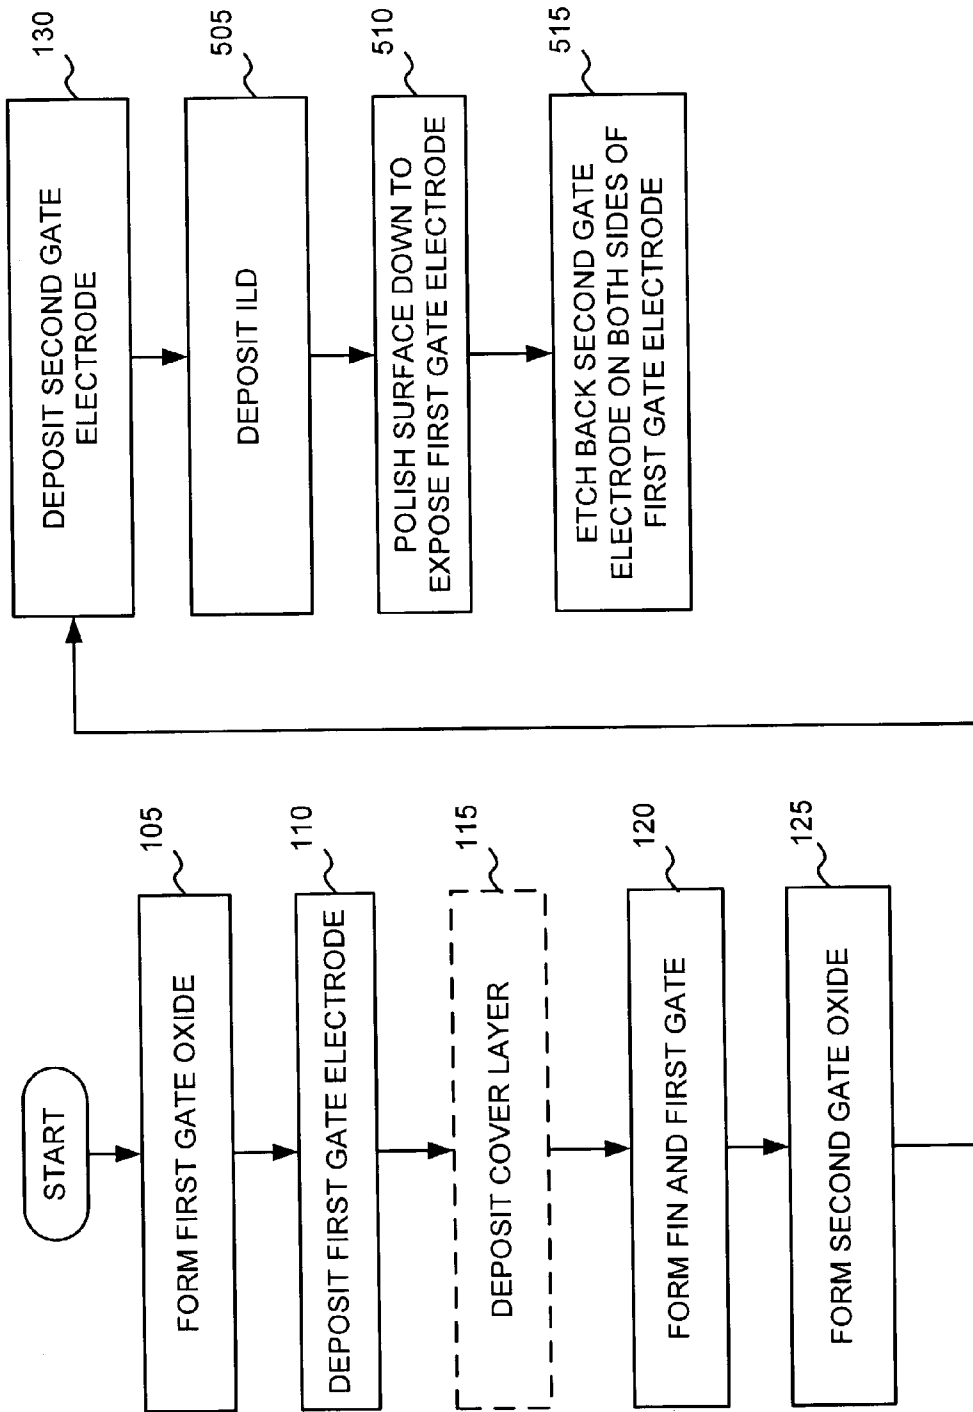 START
FORM FIRST GATE OXIDE
105
DEPOSIT FIRST GATE ELECTRODE
110
DEPOSIT COVER LAYER
115
FORM FIN AND FIRST GATE
120
FORM SECOND GATE OXIDE
125
DEPOSIT SECOND GATE
ELECTRODE
130
DEPOSIT ILD
505
POLISH SURFACE DOWN TO
EXPOSE FIRST GATE ELECTRODE
510
ETCH BACK SECOND GATE
ELECTRODE ON BOTH SIDES OF
FIRST GATE ELECTRODE
515